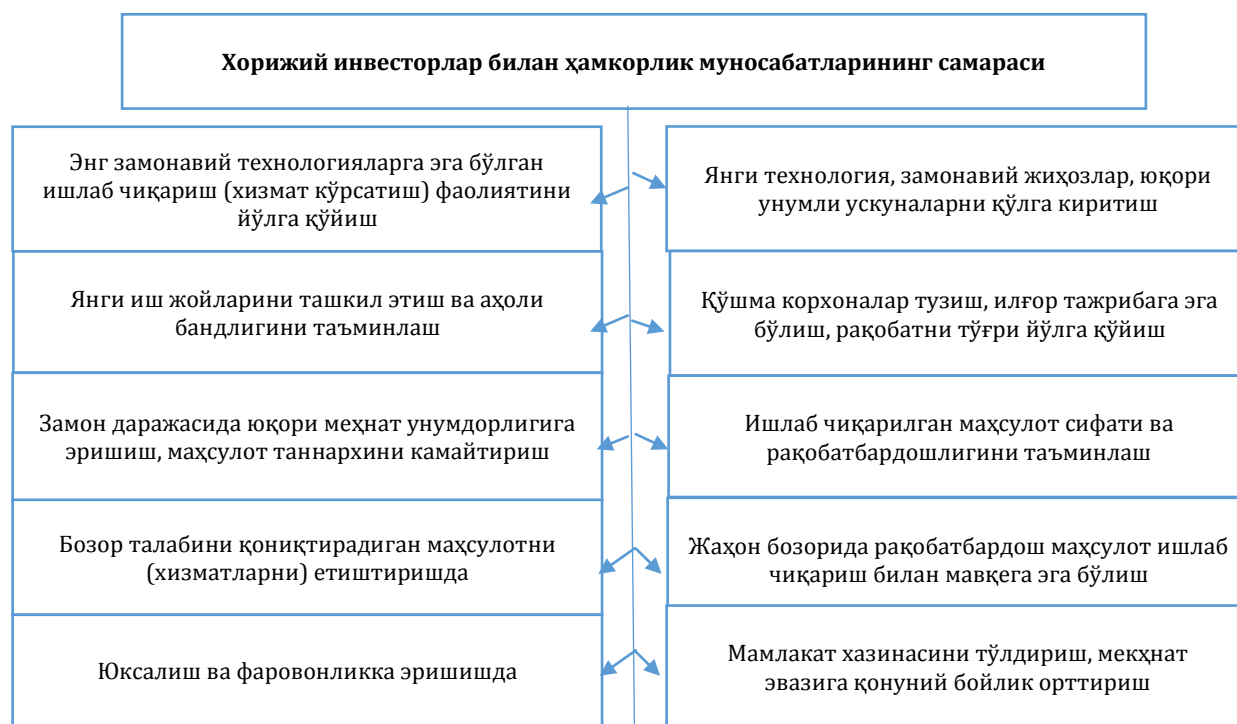 Хорижий инвесторлар билан ҳамкорлик муносабатларининг самараси
Энг замонавий технологияларга эга бўлган
ишлаб чиқариш (хизмат кўрсатиш) фаолиятини
йўлга қўйиш
Янги технология, замонавий жиҳозлар, юқори
унумли ускуналарни қўлга киритиш
Янги иш жойларини ташкил этиш ва аҳоли
бандлигини таъминлаш
Қўшма корхоналар тузиш, илғор тажрибага эга
бўлиш, рақобатни тўғри йўлга қўйиш
Замон даражасида юқори меҳнат унумдорлигига
эришиш, маҳсулот таннархини камайтириш
Ишлаб чиқарилган маҳсулот сифати ва
рақобатбардошлигини таъминлаш
Бозор талабини қониқтирадиган маҳсулотни
(хизматларни) етиштиришда
Жаҳон бозорида рақобатбардош маҳсулот ишлаб
чиқариш билан мавқега эга бўлиш
Юксалиш ва фаровонликка эришишда
Мамлакат хазинасини тўлдириш, мекҳнат
эвазига қонуний бойлик орттириш